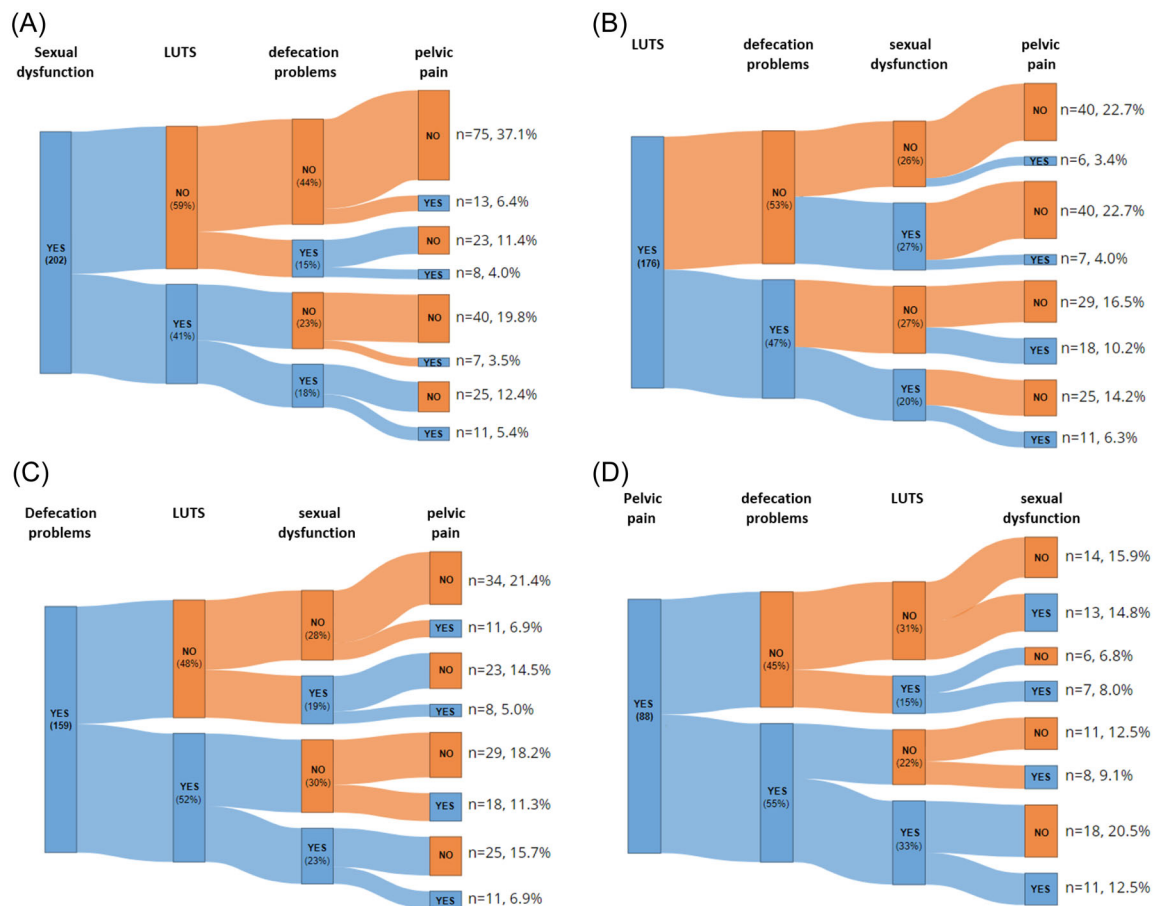 (A)
Sexual
dysfunction
LUTS
defecation
problems
pelvic
pain
YES
(202)
NO
(59%)
YES
(41%)
NO
(44%)
YES
(15%)
NO
(23%)
YES
(18%)
NO
n=75, 37.1%
YES
n=13, 6.4%
NO
n=23, 11.4%
YES
n=8, 4.0%
NO
n=40, 19.8%
YES
n=7, 3.5%
NO
n=25, 12.4%
YES
n=11, 5.4%
(B)
LUTS
defecation
problems
sexual
dysfunction
pelvic
pain
YES
(176)
NO
(53%)
YES
(47%)
NO
(26%)
YES
(27%)
NO
(27%)
YES
(20%)
NO
n=40, 22.7%
YES
n=6, 3.4%
NO
n=40, 22.7%
YES
n=7, 4.0%
NO
n=29, 16.5%
YES
n=18, 10.2%
NO
n=25, 14.2%
YES
n=11, 6.3%
(C)
Defecation
problems
LUTS
sexual
dysfunction
pelvic
pain
YES
(159)
NO
(48%)
YES
(52%)
NO
(28%)
YES
(19%)
NO
(30%)
YES
(23%)
NO
n=34, 21.4%
YES
n=11, 6.9%
NO
n=23, 14.5%
YES
n=8, 5.0%
NO
n=29, 18.2%
YES
n=18, 11.3%
NO
n=25, 15.7%
YES
n=11, 6.9%
(D)
Pelvic
pain
defecation
problems
LUTS
sexual
dysfunction
YES
(88)
NO
(45%)
YES
(55%)
NO
(31%)
YES
(15%)
NO
(22%)
YES
(33%)
NO
n=14, 15.9%
YES
n=13, 14.8%
NO
n=6, 6.8%
YES
n=7, 8.0%
NO
n=11, 12.5%
YES
n=8, 9.1%
NO
n=18, 20.5%
YES
n=11, 12.5%